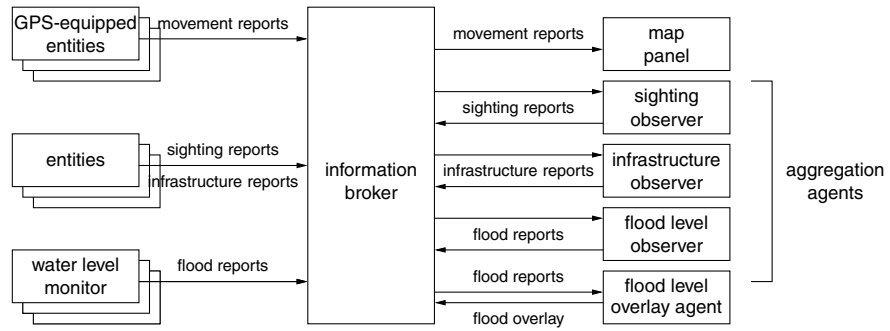 GPS-equipped
entities
movement reports
entities
sighting reports
infrastructure reports
water level
monitor
flood reports
information
broker
movement reports
map
panel
sighting reports
sighting
observer
infrastructure reports
infrastructure
observer
flood reports
flood level
observer
flood reports
flood overlay
flood level
overlay agent
aggregation
agents